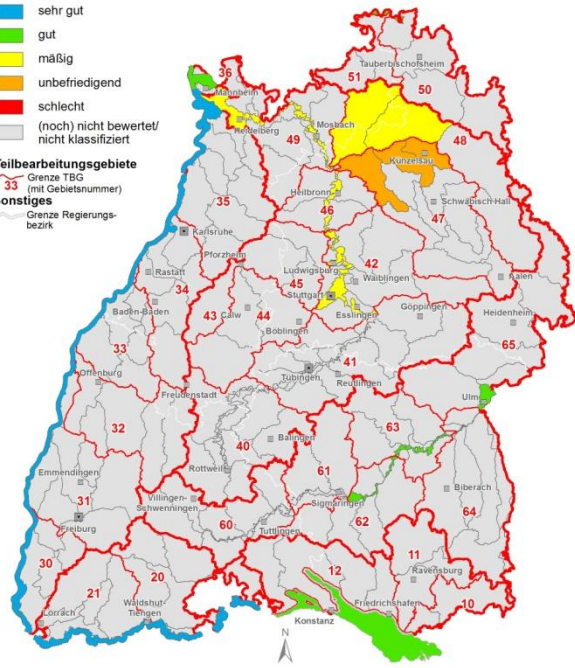 sehr gut
gut
mäßig
unbefriedigend
schlecht
(noch) nicht bewertet/
nicht klassifiziert
Teilbearbeitungsgebiete
Grenze TBG
33 (mit Gebietsnummer)
Sonstiges
Grenze Regierungs-
bezirk
36
Mannheim
Heidelberg
Tauberbischofsheim
51
50
Mosbach
49
48
Künzelsau
Heilbronn
46
Schwäbisch-Hall
47
35
Karlsruhe
Pforzheim
Ludwigsburg
42
Waiblingen
45
Stuttgart
Aalen
Rastatt
34
Esslingen
Göppingen
Heidenheim
Baden-Baden
43
Calw
44
Böblingen
65
33
41
Offenburg
Tübingen
Reutlingen
Freudenstadt
Ulm
32
63
40
Balingen
Emmendingen
Rottweil
61
31
Villingen-
Schwenningen
Sigmaringen
Biberach
64
Freiburg
60
62
Tuttlingen
30
11
20
12
Ravensburg
21
10
Lörrach
Waldshut-
Tiengen
Friedrichshafen
Konstanz
N